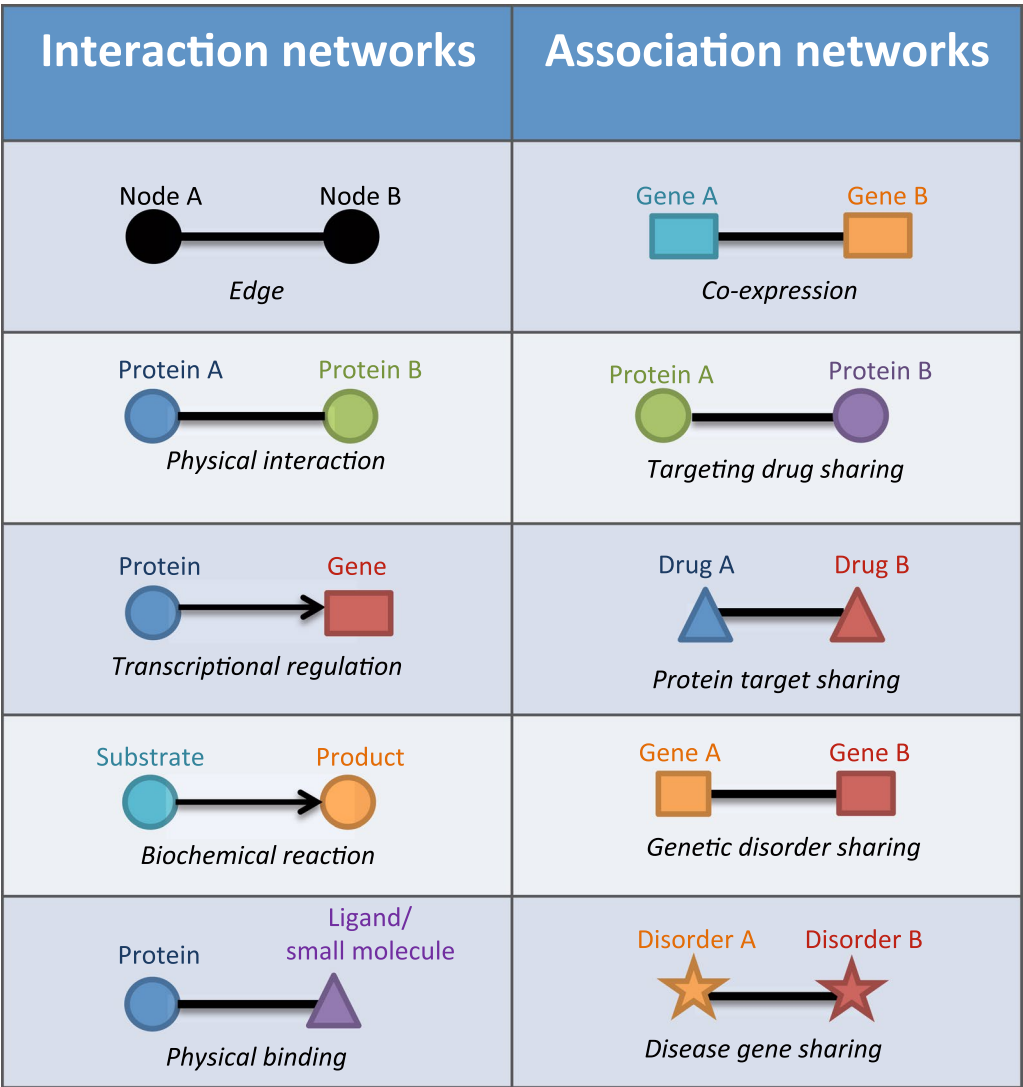 Interaction networks
Association networks
Node A
Node B
Edge
Gene A
Gene B
Co-expression
Protein A
Protein B
Physical interaction
Protein A
Protein B
Targeting drug sharing
Protein
Gene
Transcriptional regulation
Drug A
Drug B
Protein target sharing
Substrate
Product
Biochemical reaction
Gene A
Gene B
Genetic disorder sharing
Protein
Ligand/
small molecule
Physical binding
Disorder A
Disorder B
Disease gene sharing